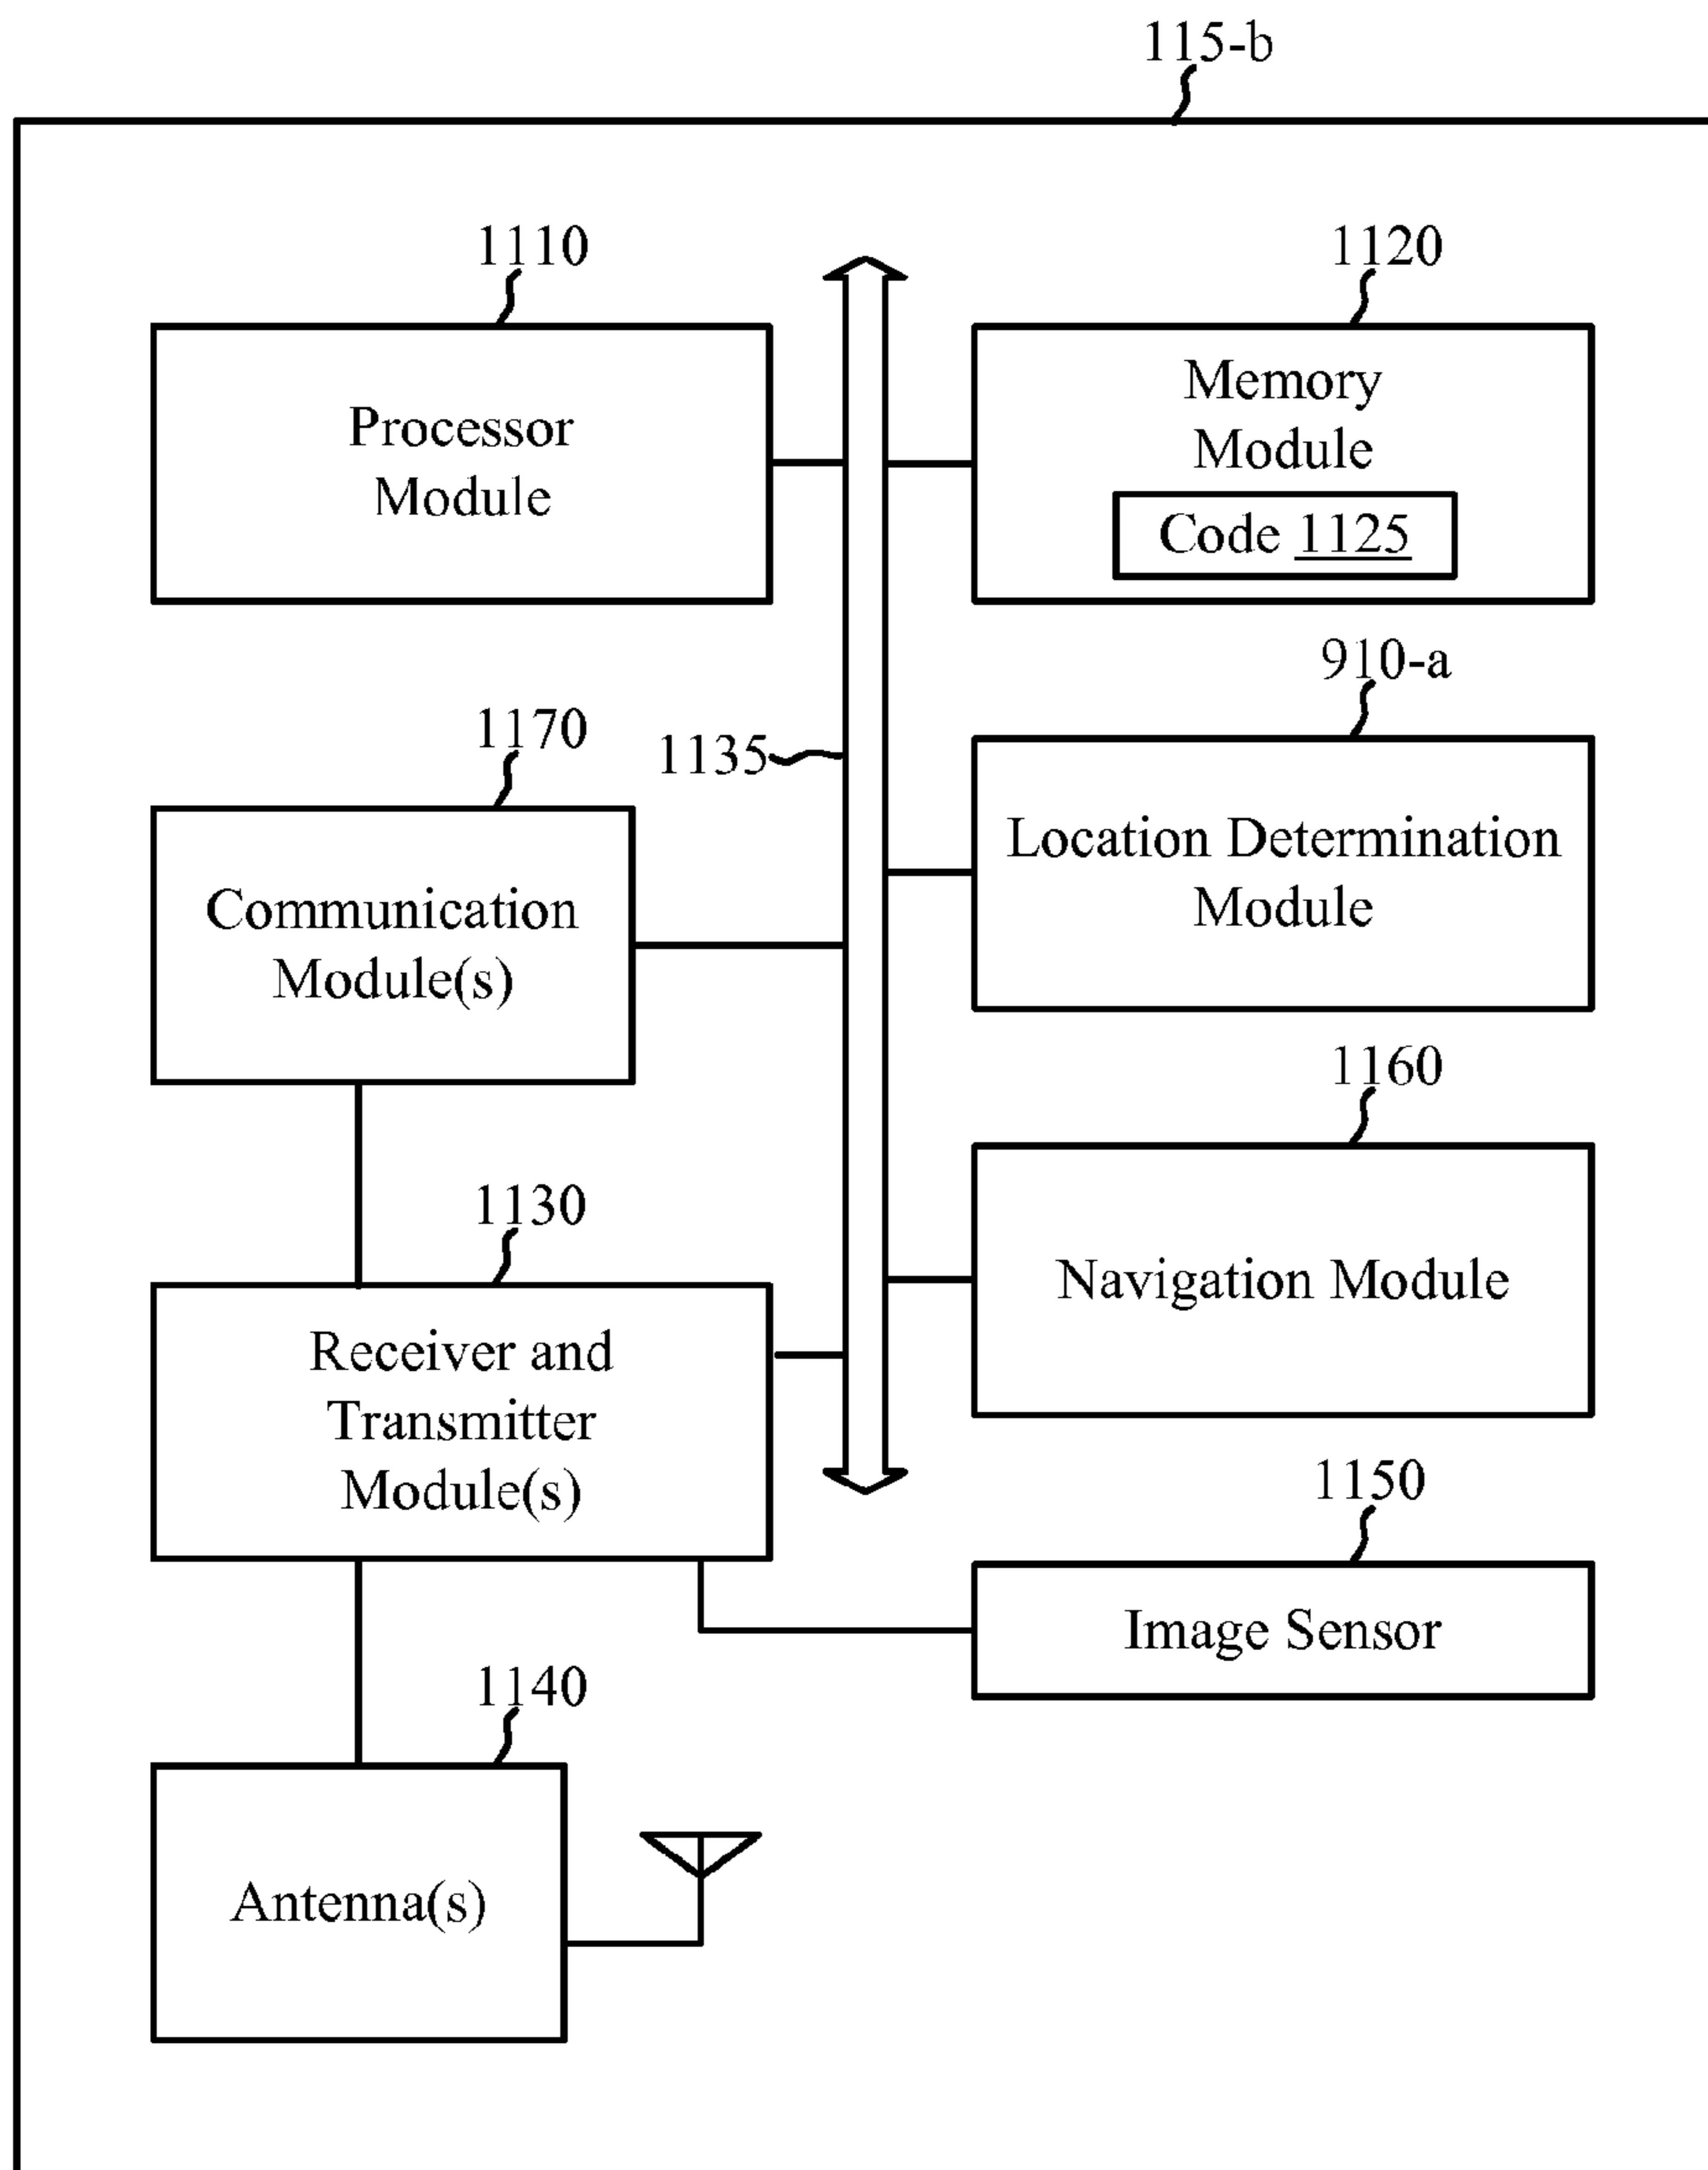 115-b
1110
1120
Processor
Module
Memory
Module
Code 1125
910-a
1170
1135
Location Determination
Module
Communication
Module(s)
1160
1130
Navigation Module
Receiver and
Transmitter
Module(s)
1150
Image Sensor
1140
Antenna(s)